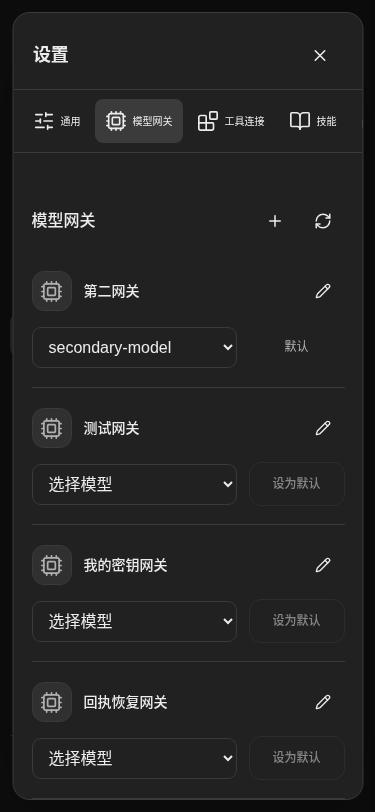 设置
通用 模型网关 工具连接 技能
模型网关
第二网关
secondary-model 默认
测试网关
选择模型 设为默认
我的密钥网关
选择模型 设为默认
回执恢复网关
选择模型 设为默认